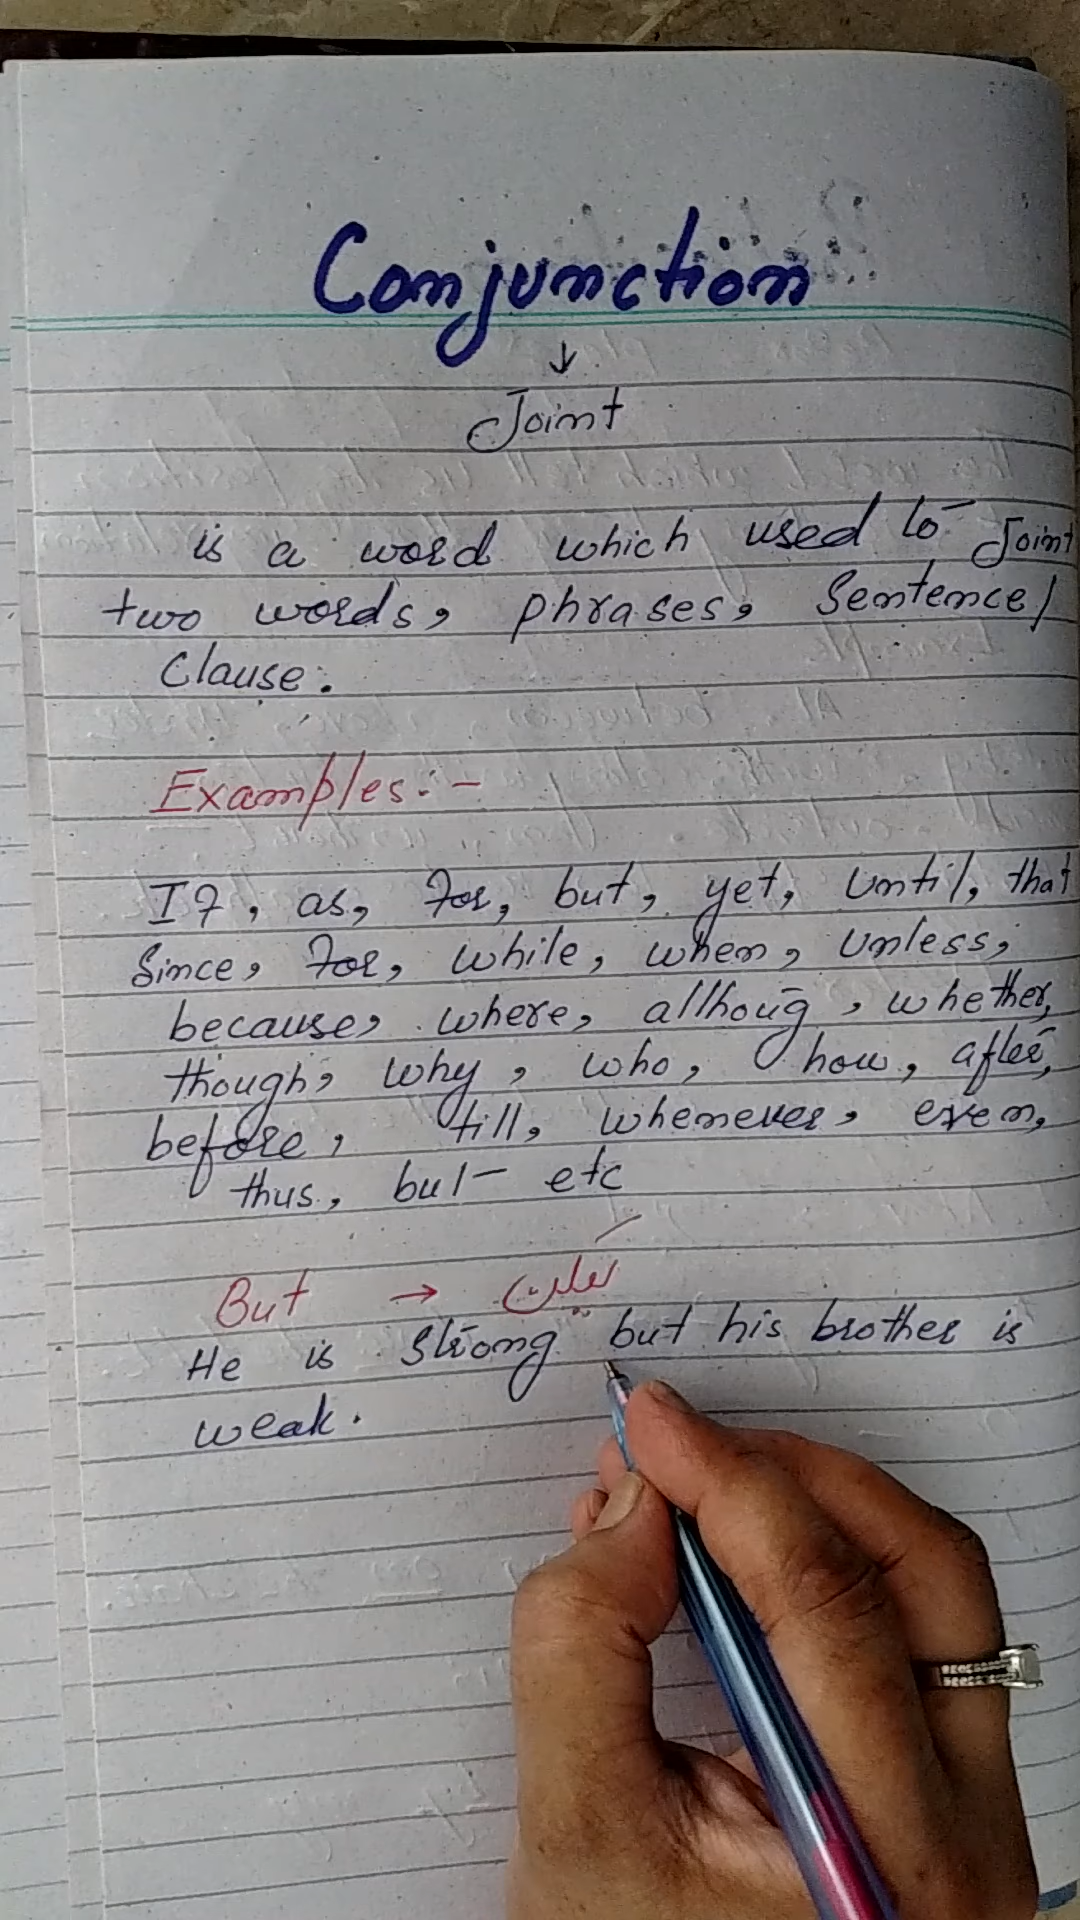 Conjunction
↓
Joint
is a word which used to Joint
two words, phrases, Sentence/
Clause.
Examples:-
If, as, For, but, yet, Until, that
Since, For, while, when, Unless,
because, where, althoug, whether,
though, why, who, how, after,
before, till, whenever, even,
thus, but etc
But → لیکن
He is Strong but his brother is
weak.